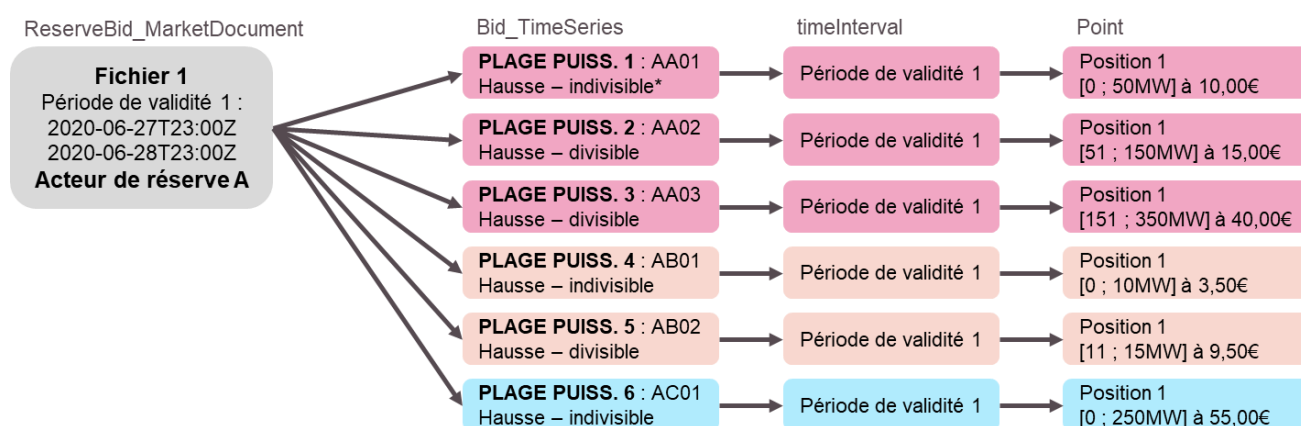 ReserveBid_MarketDocument
Bid_TimeSeries
timeInterval
Point
Fichier 1
Période de validité 1 :
2020-06-27T23:00Z
2020-06-28T23:00Z
Acteur de réserve A
PLAGE PUISS. 1 : AA01
Hausse – indivisible*
Période de validité 1
Position 1
[0 ; 50MW] à 10,00€
PLAGE PUISS. 2 : AA02
Hausse – divisible
Période de validité 1
Position 1
[51 ; 150MW] à 15,00€
PLAGE PUISS. 3 : AA03
Hausse – divisible
Période de validité 1
Position 1
[151 ; 350MW] à 40,00€
PLAGE PUISS. 4 : AB01
Hausse – indivisible
Période de validité 1
Position 1
[0 ; 10MW] à 3,50€
PLAGE PUISS. 5 : AB02
Hausse – divisible
Période de validité 1
Position 1
[11 ; 15MW] à 9,50€
PLAGE PUISS. 6 : AC01
Hausse – indivisible
Période de validité 1
Position 1
[0 ; 250MW] à 55,00€